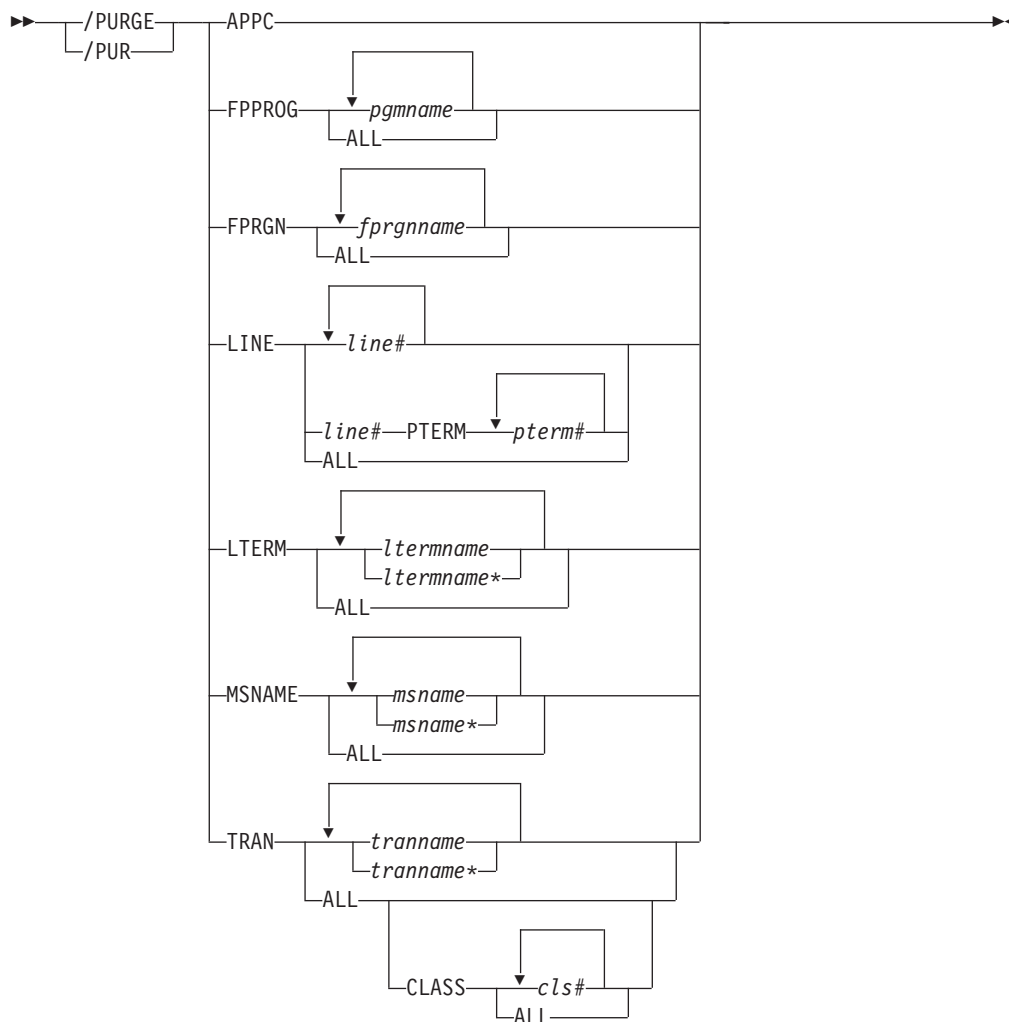 /PURGE APPC
/PUR
FPPROG pgmname
ALL
FPRGN fprgnname
ALL
LINE line#
line# PTERM pterm#
ALL
LTERM ltermname
ltermname*
ALL
MSNAME msname
msname*
ALL
TRAN tranname
tranname*
ALL
CLASS cls#
ALL